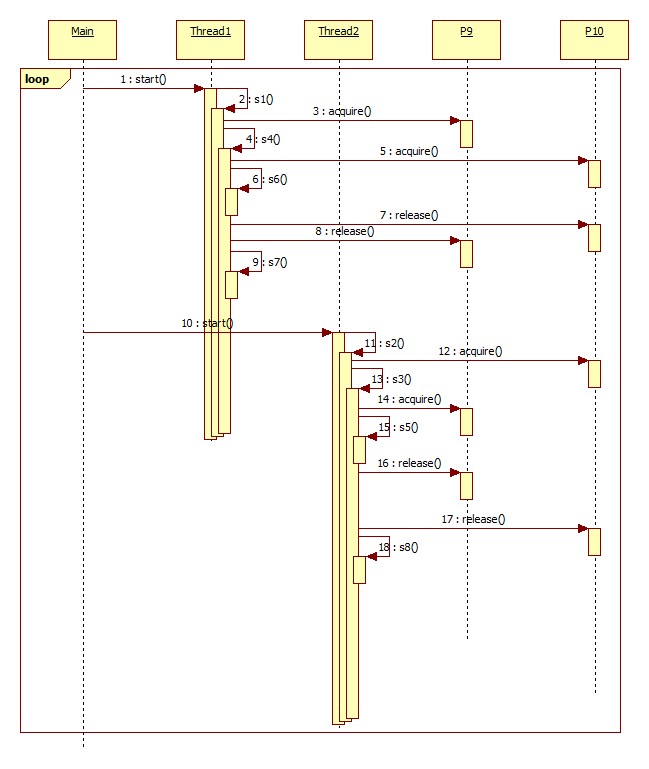 Main
Thread1
Thread2
P9
P10
loop
1 : start()
2 : s1()
3 : acquire()
4 : s4()
5 : acquire()
6 : s6()
7 : release()
8 : release()
9 : s7()
10 : start()
11 : s2()
12 : acquire()
13 : s3()
14 : acquire()
15 : s5()
16 : release()
17 : release()
18 : s8()